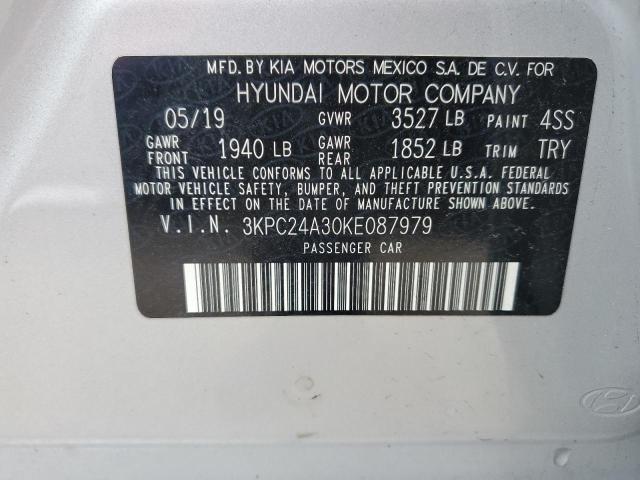 MFD. BY KIA MOTORS MEXICO S.A. DE C.V. FOR
HYUNDAI MOTOR COMPANY
05/19 GVWR 3527 LB PAINT 4SS
GAWR FRONT 1940 LB GAWR REAR 1852 LB TRIM TRY
THIS VEHICLE CONFORMS TO ALL APPLICABLE U.S.A. FEDERAL
MOTOR VEHICLE SAFETY, BUMPER, AND THEFT PREVENTION STANDARDS
IN EFFECT ON THE DATE OF MANUFACTURE SHOWN ABOVE.
V.I.N. 3KPC24A30KE087979
PASSENGER CAR